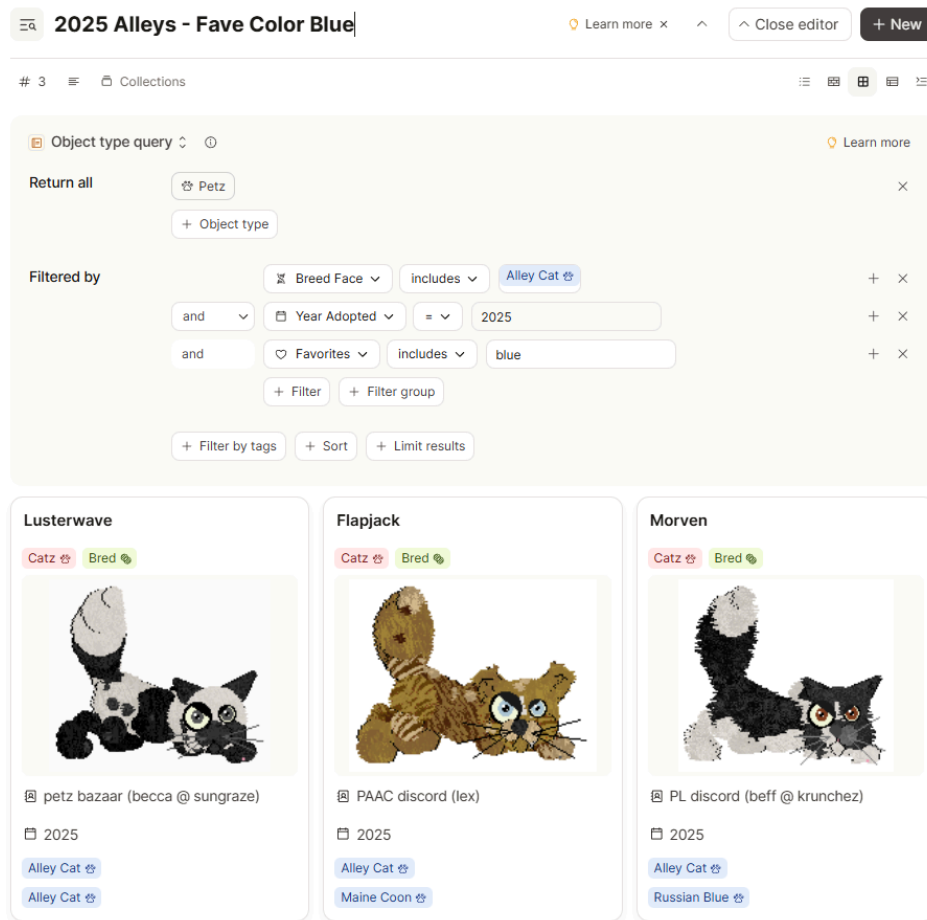 2025 Alleys - Fave Color Blue
Learn more ×
Close editor
+ New
# 3
Collections
Object type query
Learn more
Return all
Petz
+ Object type
Filtered by
Breed Face
includes
Alley Cat
and
Year Adopted
=
2025
and
Favorites
includes
blue
+ Filter
+ Filter group
+ Filter by tags
+ Sort
+ Limit results
Lusterwave
Catz
Bred
petz bazaar (becca @ sungraze)
2025
Alley Cat
Alley Cat
Flapjack
Catz
Bred
PAAC discord (lex)
2025
Alley Cat
Maine Coon
Morven
Catz
Bred
PL discord (beff @ krunchez)
2025
Alley Cat
Russian Blue